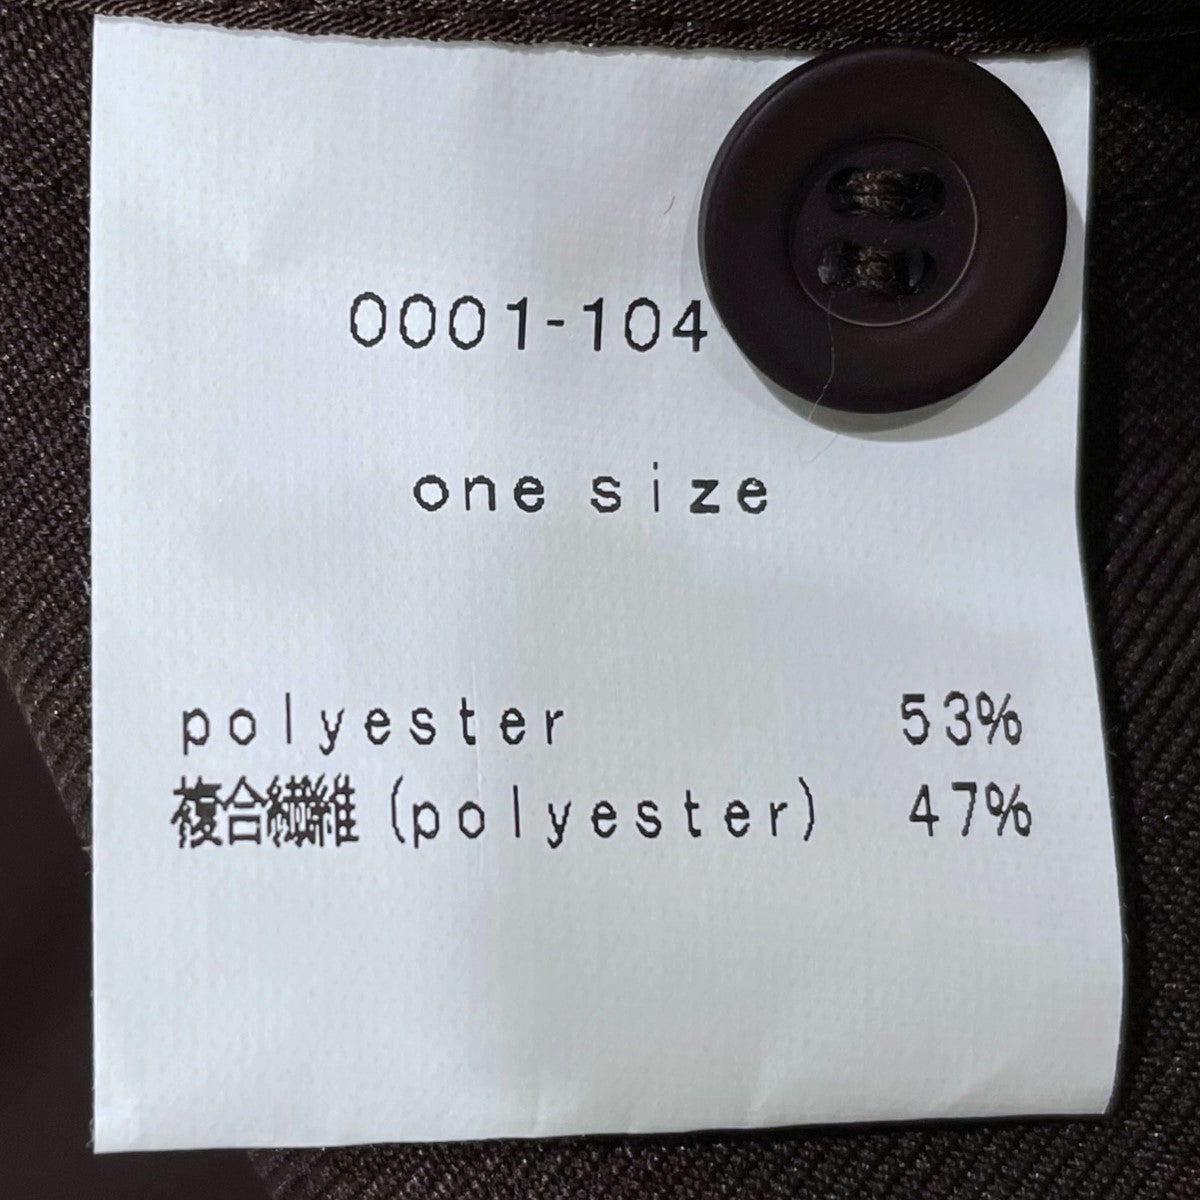 0001-104
one size
polyester 53%
複合繊維(polyester) 47%